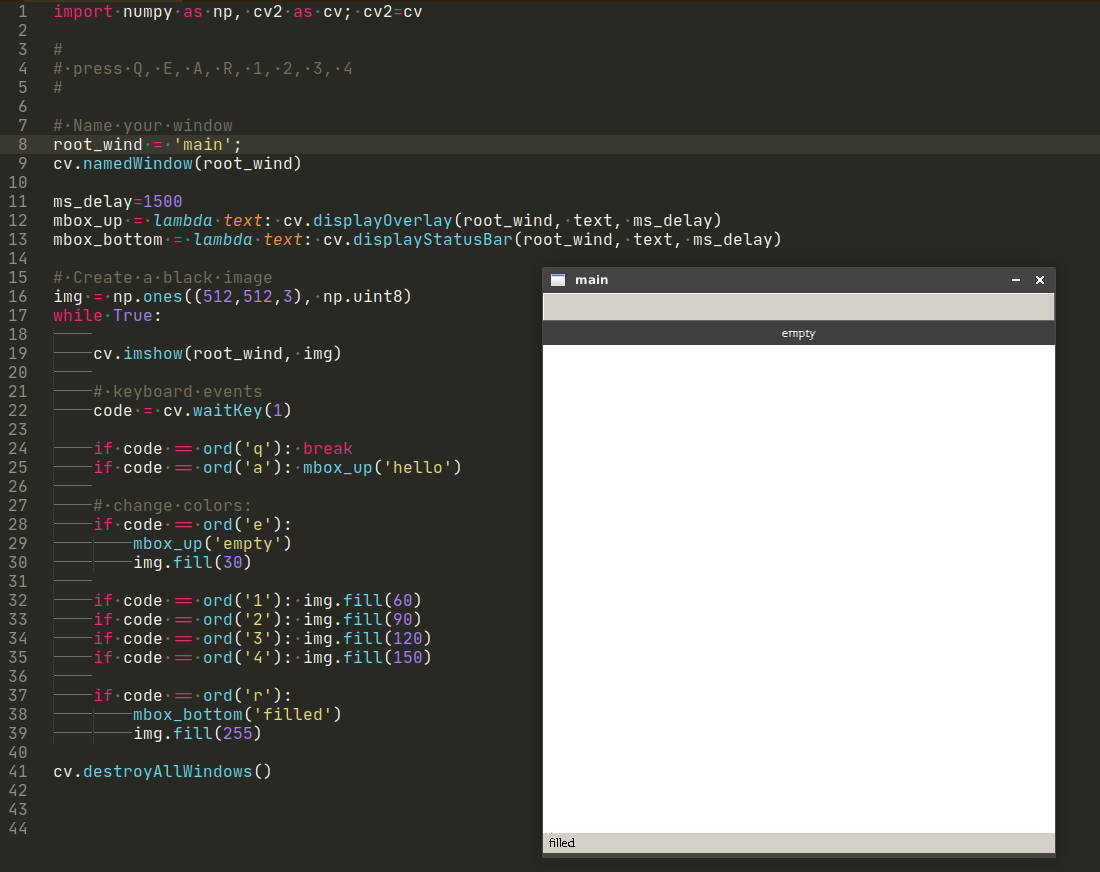 1 import numpy as np, cv2 as cv; cv2=cv
2
3 #
4 # press Q, E, A, R, 1, 2, 3, 4
5 #
6
7 # Name your window
8 root_wind = 'main';
9 cv.namedWindow(root_wind)
10
11 ms_delay=1500
12 mbox_up = lambda text: cv.displayOverlay(root_wind, text, ms_delay)
13 mbox_bottom = lambda text: cv.displayStatusBar(root_wind, text, ms_delay)
14
15 # Create a black image
16 img = np.ones((512,512,3), np.uint8)
17 while True:
18
19     cv.imshow(root_wind, img)
20
21     # keyboard events
22     code = cv.waitKey(1)
23
24     if code == ord('q'): break
25     if code == ord('a'): mbox_up('hello')
26
27     # change colors:
28     if code == ord('e'):
29         mbox_up('empty')
30         img.fill(30)
31
32     if code == ord('1'): img.fill(60)
33     if code == ord('2'): img.fill(90)
34     if code == ord('3'): img.fill(120)
35     if code == ord('4'): img.fill(150)
36
37     if code == ord('r'):
38         mbox_bottom('filled')
39         img.fill(255)
40
41 cv.destroyAllWindows()
42
43
44
main
empty
filled